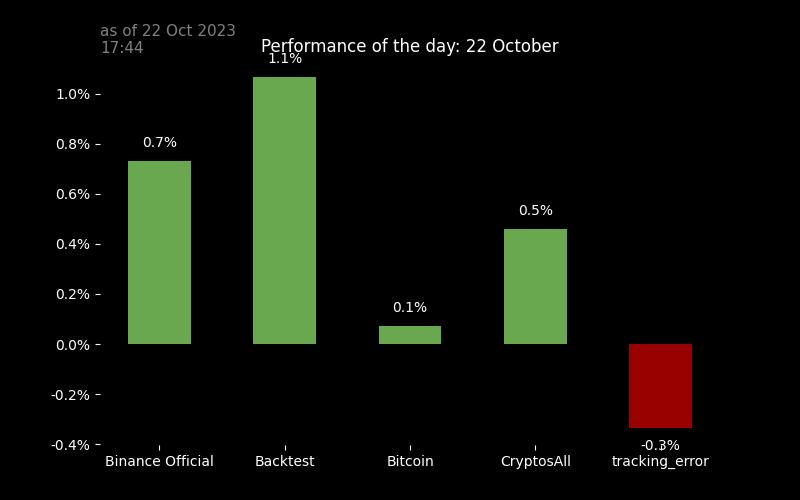 as of 22 Oct 2023
17:44
Performance of the day: 22 October
1.1%
1.0%
0.8%
0.7%
0.6%
0.5%
0.4%
0.2%
0.1%
0.0%
-0.2%
-0.4%
-0.3%
Binance Official
Backtest
Bitcoin
CryptosAll
tracking_error